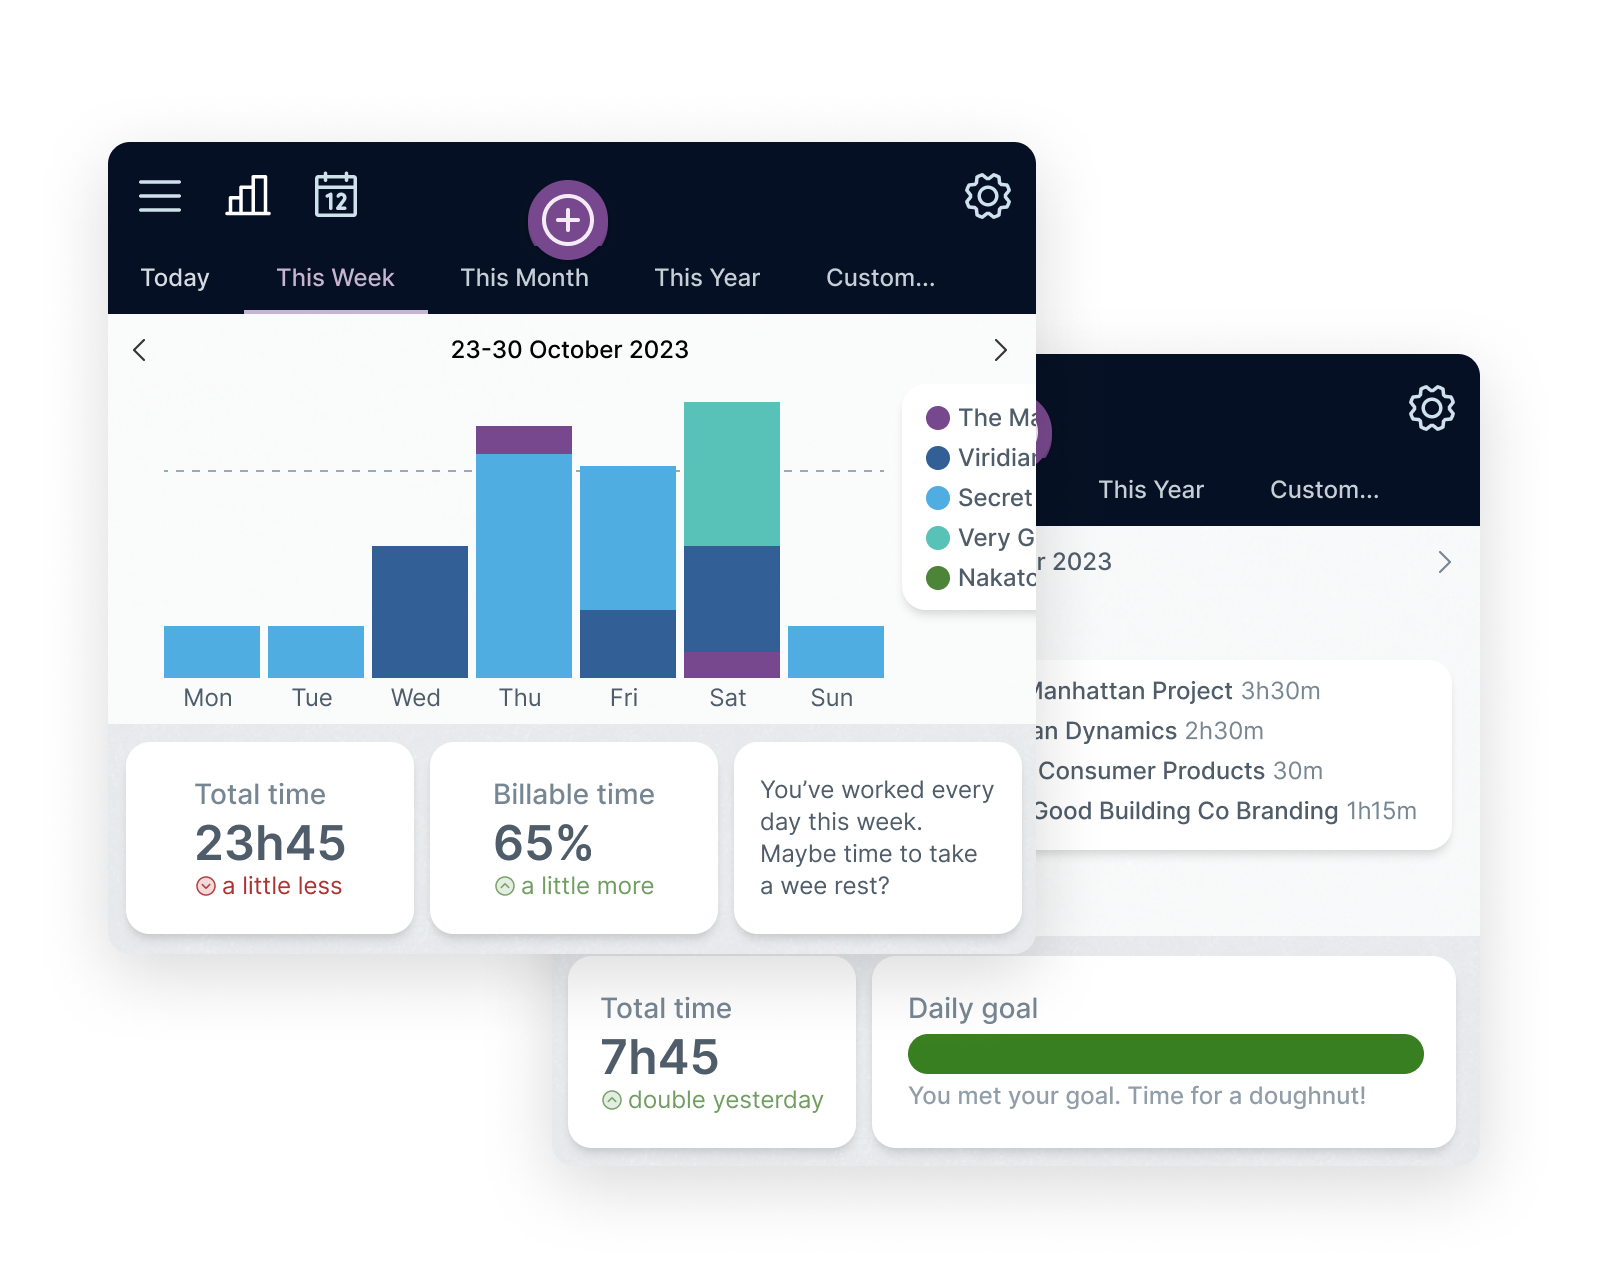 12
Today This Week This Month This Year Custom...
23-30 October 2023
The Ma
Viridian
Secret
Very G
Nakato
Mon Tue Wed Thu Fri Sat Sun
Total time
23h45
a little less
Billable time
65%
a little more
You’ve worked every
day this week.
Maybe time to take
a wee rest?
This Year Custom...
r 2023
Manhattan Project 3h30m
an Dynamics 2h30m
Consumer Products 30m
Good Building Co Branding 1h15m
Total time
7h45
double yesterday
Daily goal
You met your goal. Time for a doughnut!